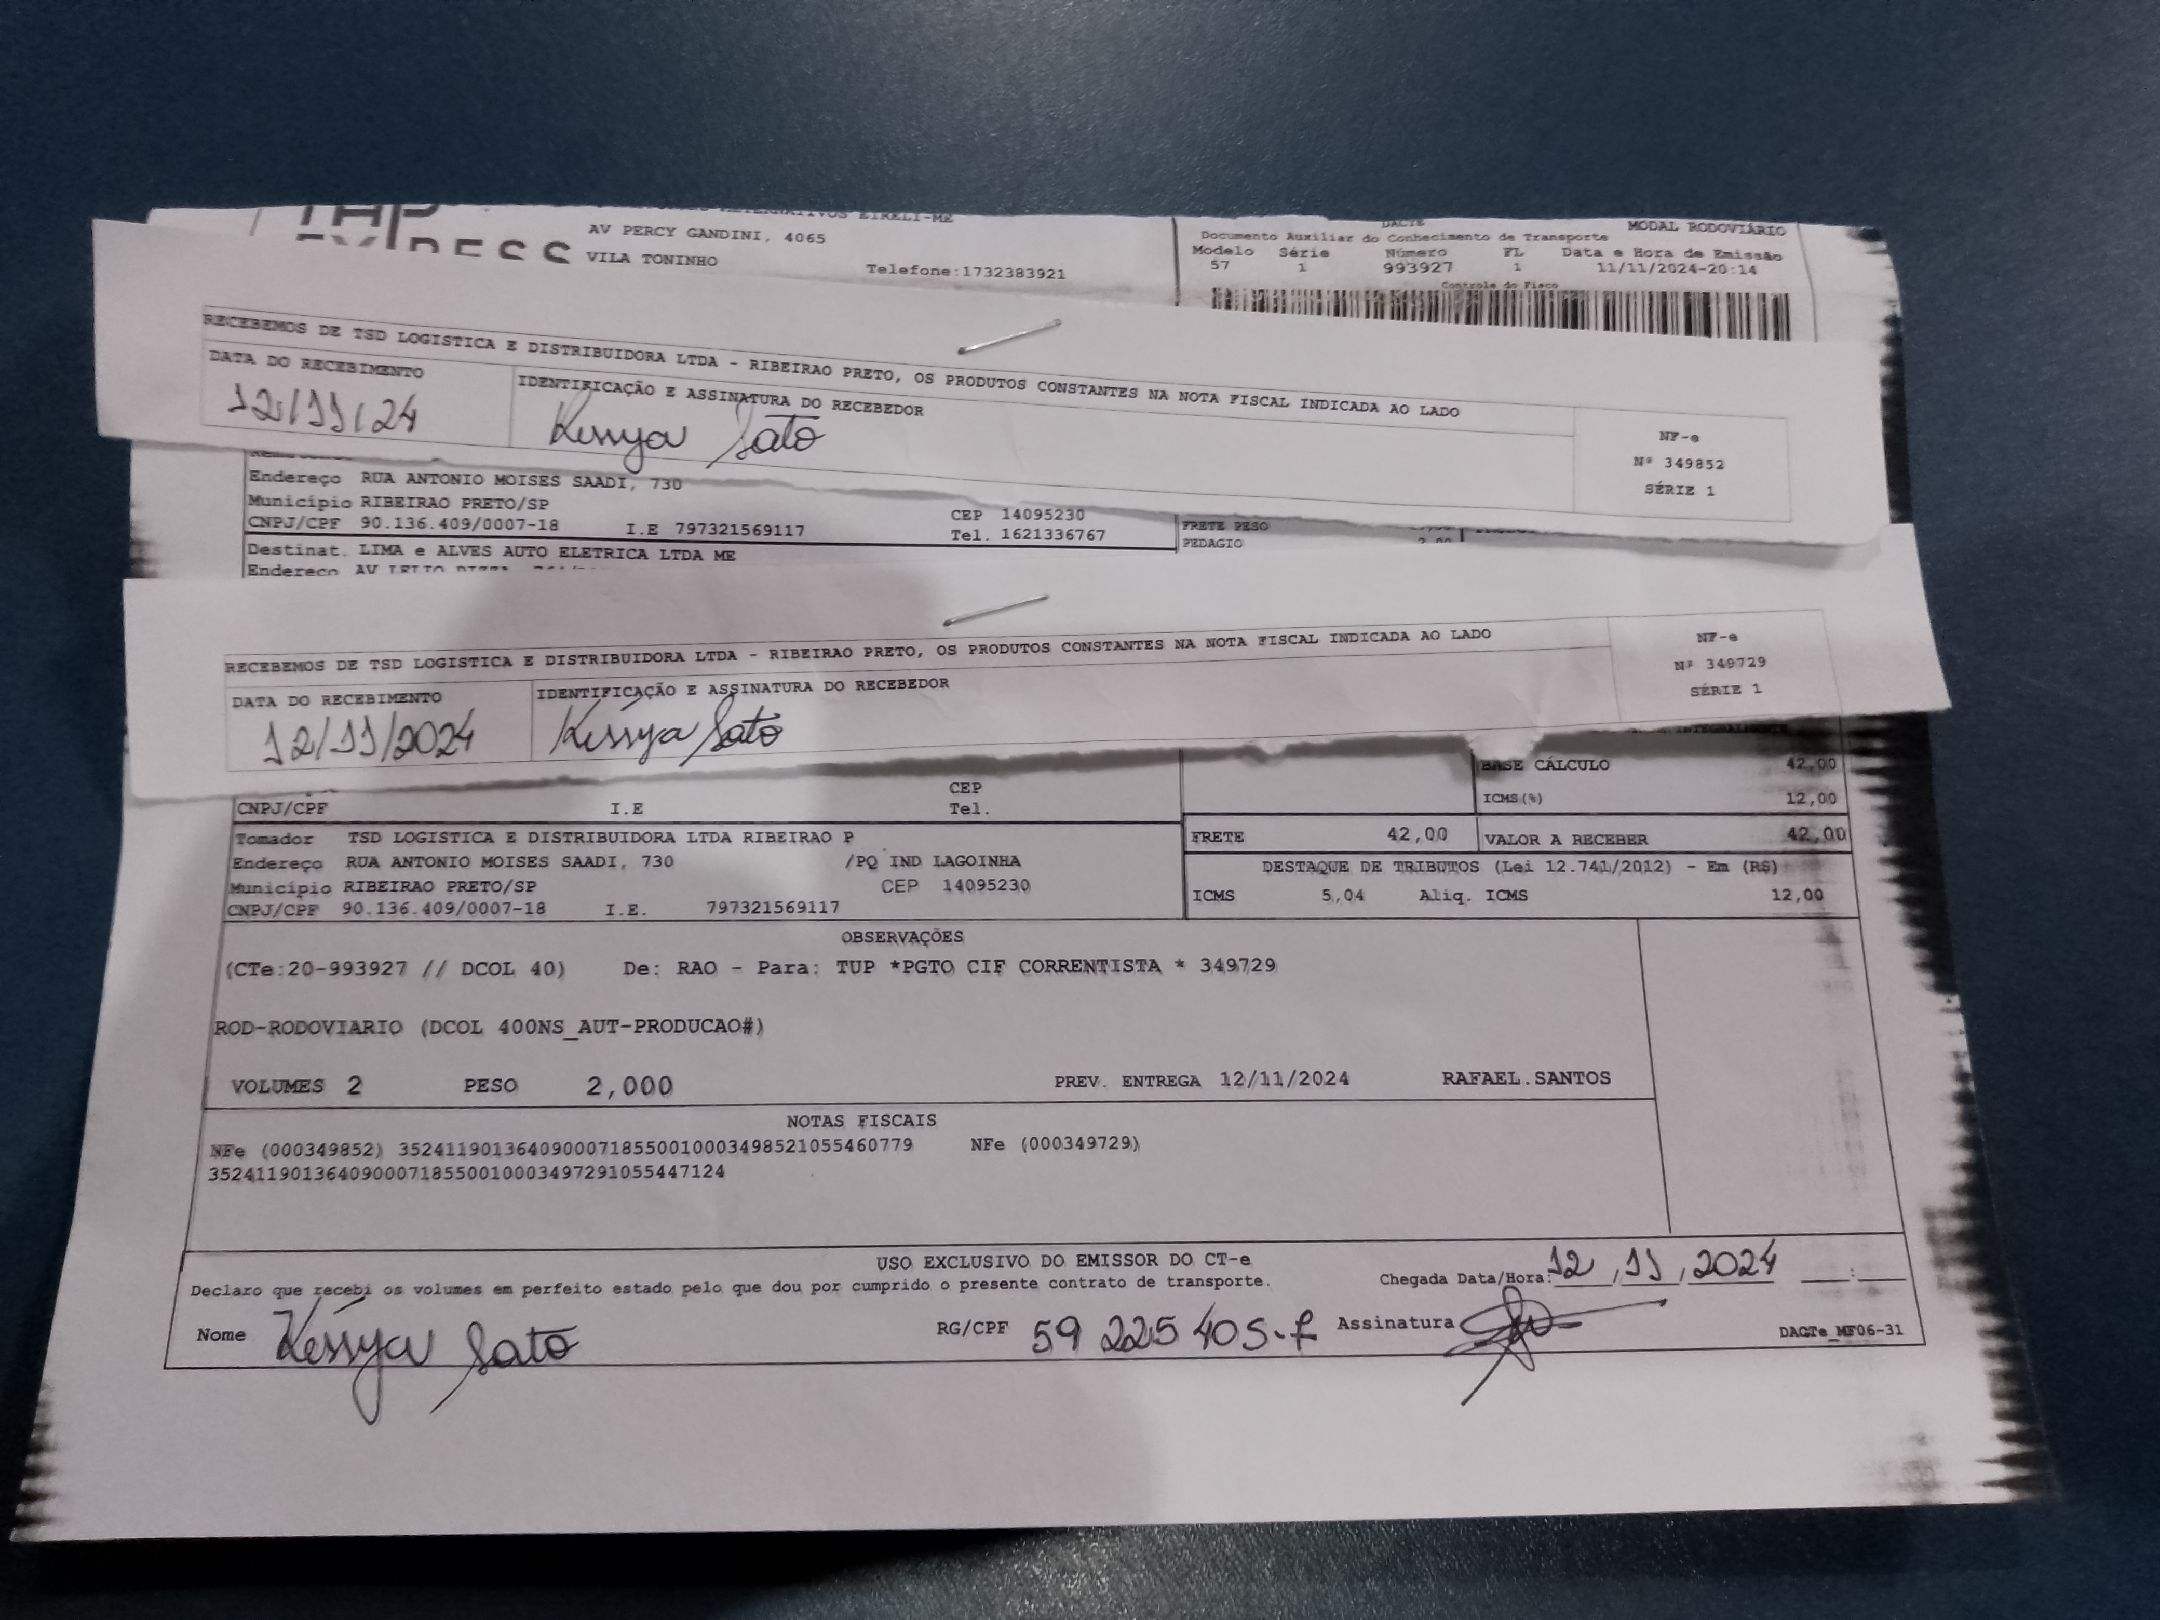 AV PERCY GANDINI, 4065
VILA TONINHO
Telefone:1732383921
DACTE
MODAL RODOVIÁRIO
Documento Auxiliar do Conhecimento de Transporte
Modelo Série Número FL Data e Hora de Emissão
57 1 993927 1 11/11/2024-20:14
Controle do Fisco
RECEBEMOS DE TSD LOGISTICA E DISTRIBUIDORA LTDA - RIBEIRAO PRETO, OS PRODUTOS CONSTANTES NA NOTA FISCAL INDICADA AO LADO
DATA DO RECEBIMENTO
12/11/24
IDENTIFICAÇÃO E ASSINATURA DO RECEBEDOR
Kessya Sato
NF-e
Nº 349852
SÉRIE 1
Endereço RUA ANTONIO MOISES SAADI, 730
Município RIBEIRAO PRETO/SP
CEP 14095230
CNPJ/CPF 90.136.409/0007-18 I.E 797321569117 Tel. 1621336767
Destinat. LIMA e ALVES AUTO ELETRICA LTDA ME
Endereço AV
FRETE PESO
PEDAGIO
RECEBEMOS DE TSD LOGISTICA E DISTRIBUIDORA LTDA - RIBEIRAO PRETO, OS PRODUTOS CONSTANTES NA NOTA FISCAL INDICADA AO LADO
DATA DO RECEBIMENTO
12/11/2024
IDENTIFICAÇÃO E ASSINATURA DO RECEBEDOR
Kessya Sato
NF-e
Nº 349729
SÉRIE 1
BASE CÁLCULO 42,00
ICMS(%) 12,00
CEP
CNPJ/CPF I.E Tel.
Tomador TSD LOGISTICA E DISTRIBUIDORA LTDA RIBEIRAO P
Endereço RUA ANTONIO MOISES SAADI, 730 /PQ IND LAGOINHA
Município RIBEIRAO PRETO/SP CEP 14095230
CNPJ/CPF 90.136.409/0007-18 I.E. 797321569117
FRETE 42,00 VALOR A RECEBER 42,00
DESTAQUE DE TRIBUTOS (Lei 12.741/2012) - Em (R$)
ICMS 5,04 Aliq. ICMS 12,00
OBSERVAÇÕES
(CTe:20-993927 // DCOL 40) De: RAO - Para: TUP *PGTO CIF CORRENTISTA * 349729
ROD-RODOVIARIO (DCOL 400NS_AUT-PRODUCAO#)
VOLUMES 2 PESO 2,000 PREV. ENTREGA 12/11/2024 RAFAEL.SANTOS
NOTAS FISCAIS
NFe (000349852) 35241190136409000718550010003498521055460779 NFe (000349729)
35241190136409000718550010003497291055447124
USO EXCLUSIVO DO EMISSOR DO CT-e
Declaro que recebi os volumes em perfeito estado pelo que dou por cumprido o presente contrato de transporte.
Chegada Data/Hora: 12, 11, 2024 __:__
Nome Kessya Sato RG/CPF 59 225 405-f Assinatura
DACTe_MF06-31